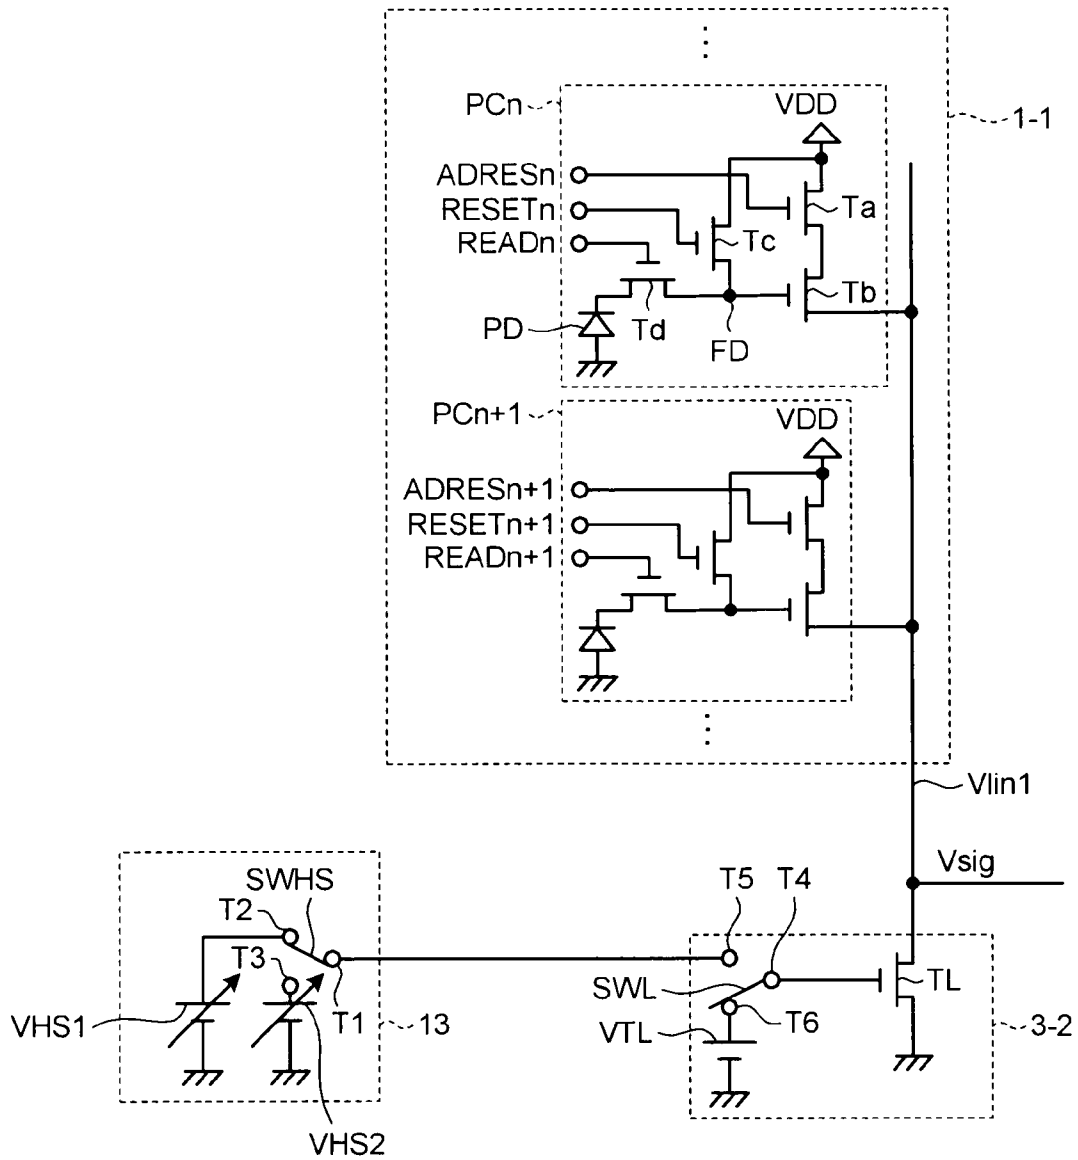 PCn
VDD
1-1
ADRESn
RESETn
READn
Ta
Tc
Tb
PD
Td
FD
PCn+1
VDD
ADRESn+1
RESETn+1
READn+1
Vlin1
Vsig
SWHS
T2
T5
T4
T3
SWL
TL
VHS1
T1
13
VTL
T6
3-2
VHS2